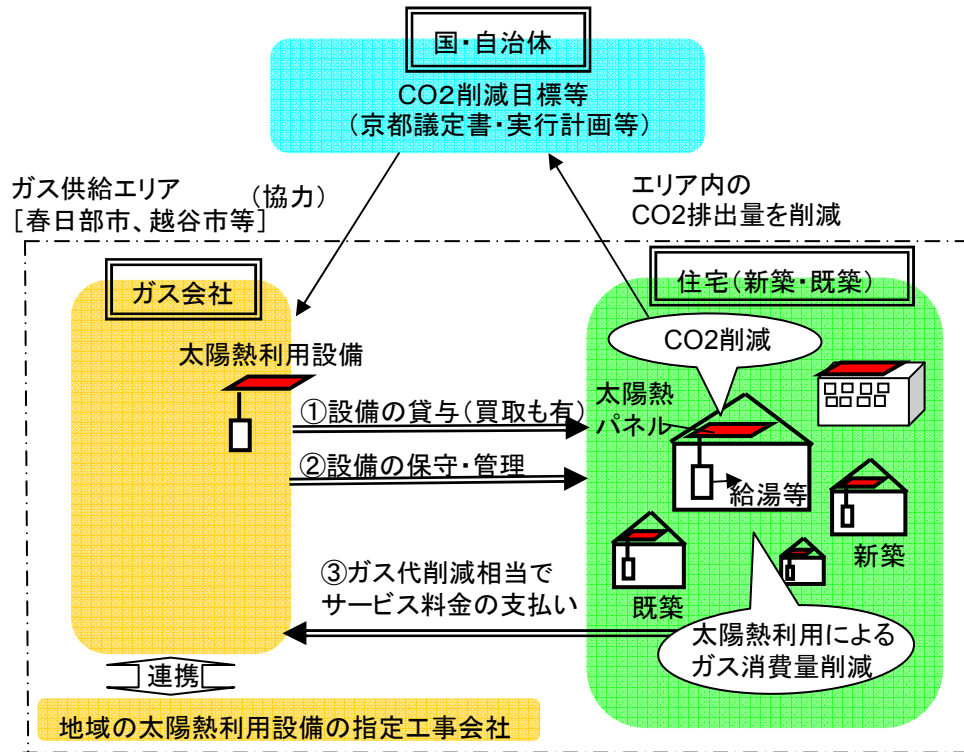 国・自治体
CO2削減目標等
（京都議定書・実行計画等）
ガス供給エリア
［春日部市、越谷市等］
（協力）
エリア内の
CO2排出量を削減
ガス会社
住宅（新築・既築）
CO2削減
太陽熱利用設備
太陽熱
パネル
①設備の貸与（買取も有）
②設備の保守・管理
給湯等
新築
既築
③ガス代削減相当で
サービス料金の支払い
太陽熱利用による
ガス消費量削減
連携
地域の太陽熱利用設備の指定工事会社